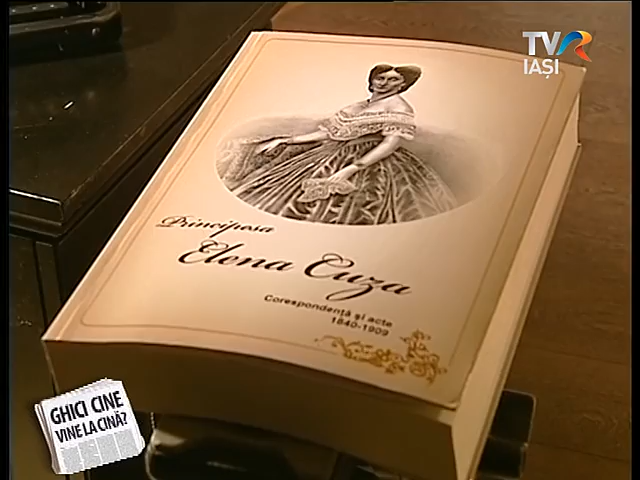 TVR
IAȘI
Principesa
Elena Cuza
Corespondență și acte
1840-1909
GHICI CINE
VINE LA CINĂ?